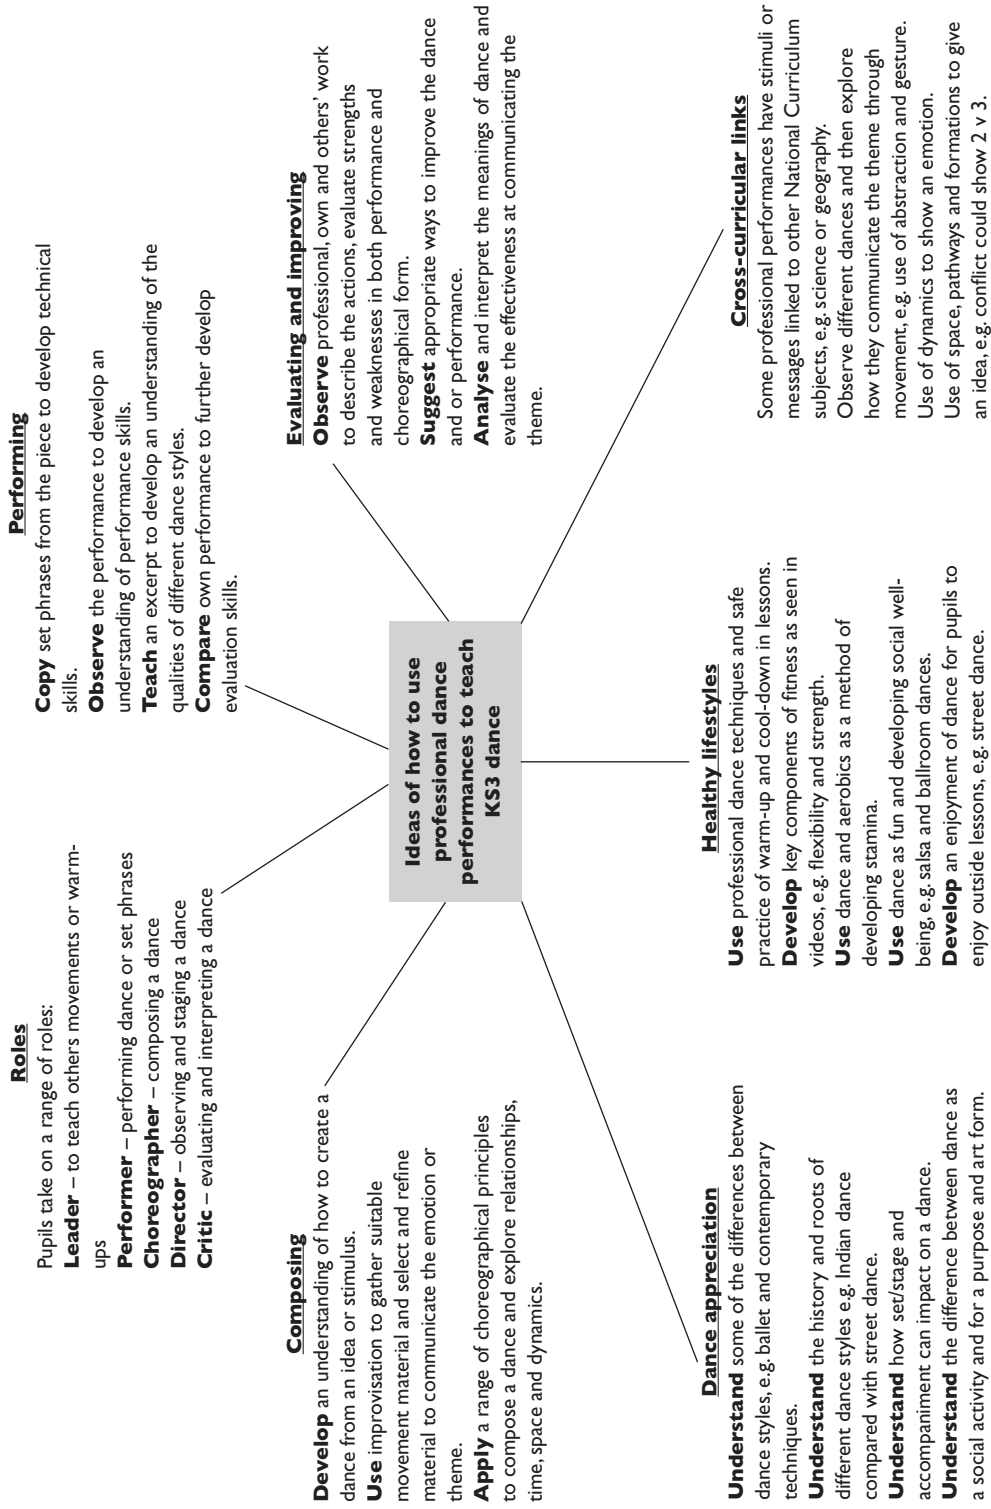 Roles
Pupils take on a range of roles:
Leader – to teach others movements or warm-
ups
Performer – performing dance or set phrases
Choreographer – composing a dance
Director – observing and staging a dance
Critic – evaluating and interpreting a dance
Performing
Copy set phrases from the piece to develop technical
skills.
Observe the performance to develop an
understanding of performance skills.
Teach an excerpt to develop an understanding of the
qualities of different dance styles.
Compare own performance to further develop
evaluation skills.
Composing
Develop an understanding of how to create a
dance from an idea or stimulus.
Use improvisation to gather suitable
movement material and select and refine
material to communicate the emotion or
theme.
Apply a range of choreographical principles
to compose a dance and explore relationships,
time, space and dynamics.
Ideas of how to use
professional dance
performances to teach
KS3 dance
Evaluating and improving
Observe professional, own and others' work
to describe the actions, evaluate strengths
and weaknesses in both performance and
choreographical form.
Suggest appropriate ways to improve the dance
and or performance.
Analyse and interpret the meanings of dance and
evaluate the effectiveness at communicating the
theme.
Dance appreciation
Understand some of the differences between
dance styles, e.g. ballet and contemporary
techniques.
Understand the history and roots of
different dance styles e.g. Indian dance
compared with street dance.
Understand how set/stage and
accompaniment can impact on a dance.
Understand the difference between dance as
a social activity and for a purpose and art form.
Healthy lifestyles
Use professional dance techniques and safe
practice of warm-up and cool-down in lessons.
Develop key components of fitness as seen in
videos, e.g. flexibility and strength.
Use dance and aerobics as a method of
developing stamina.
Use dance as fun and developing social well-
being, e.g. salsa and ballroom dances.
Develop an enjoyment of dance for pupils to
enjoy outside lessons, e.g. street dance.
Cross-curricular links
Some professional performances have stimuli or
messages linked to other National Curriculum
subjects, e.g. science or geography.
Observe different dances and then explore
how they communicate the theme through
movement, e.g. use of abstraction and gesture.
Use of dynamics to show an emotion.
Use of space, pathways and formations to give
an idea, e.g. conflict could show 2 v 3.